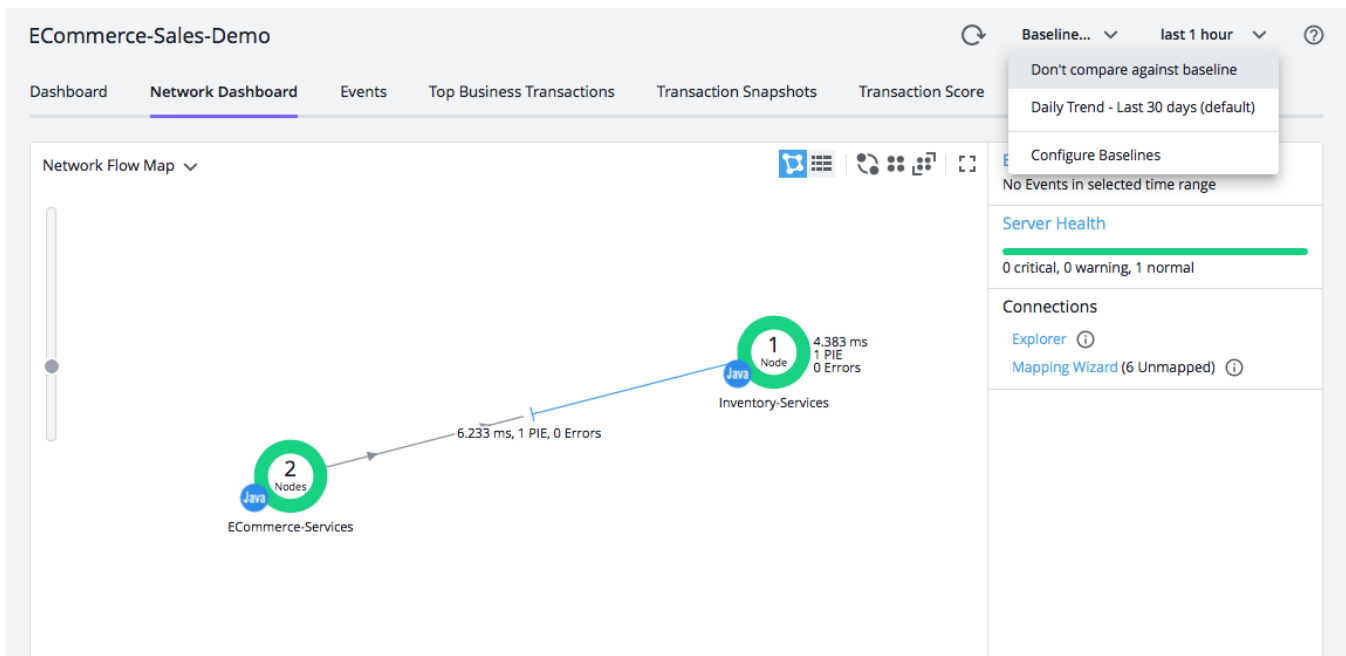 ECommerce-Sales-Demo
Baseline...
last 1 hour
Don't compare against baseline
Daily Trend - Last 30 days (default)
Configure Baselines
Dashboard
Network Dashboard
Events
Top Business Transactions
Transaction Snapshots
Transaction Score
Network Flow Map
No Events in selected time range
Server Health
0 critical, 0 warning, 1 normal
Connections
Explorer
Mapping Wizard (6 Unmapped)
1
Node
Java
4.383 ms
1 PIE
0 Errors
Inventory-Services
6.233 ms, 1 PIE, 0 Errors
2
Nodes
Java
ECommerce-Services